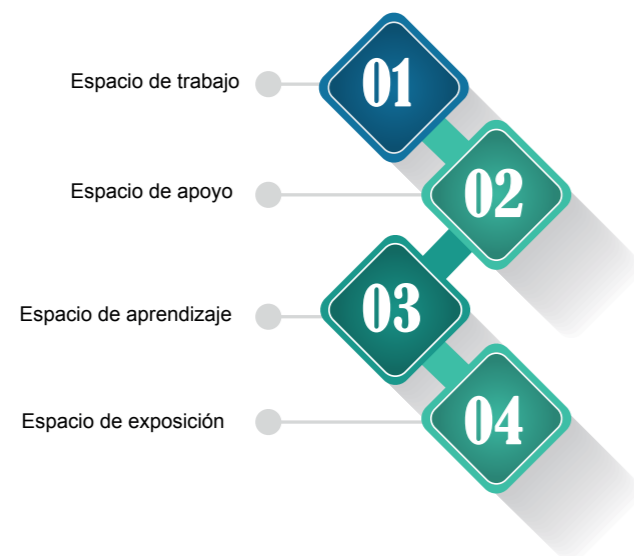 Espacio de trabajo
01
Espacio de apoyo
02
Espacio de aprendizaje
03
Espacio de exposición
04